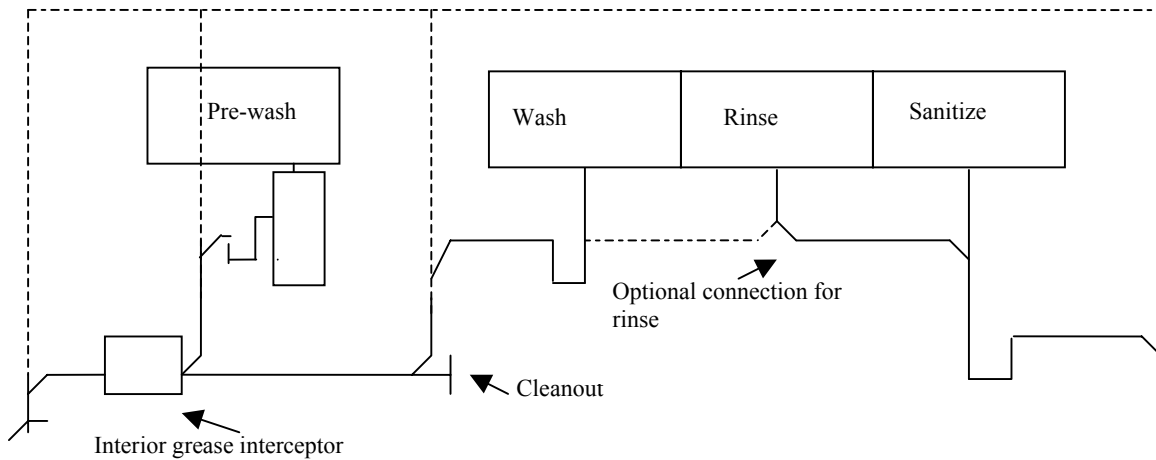 Pre-wash
Wash
Rinse
Sanitize
Optional connection for
rinse
Cleanout
Interior grease interceptor